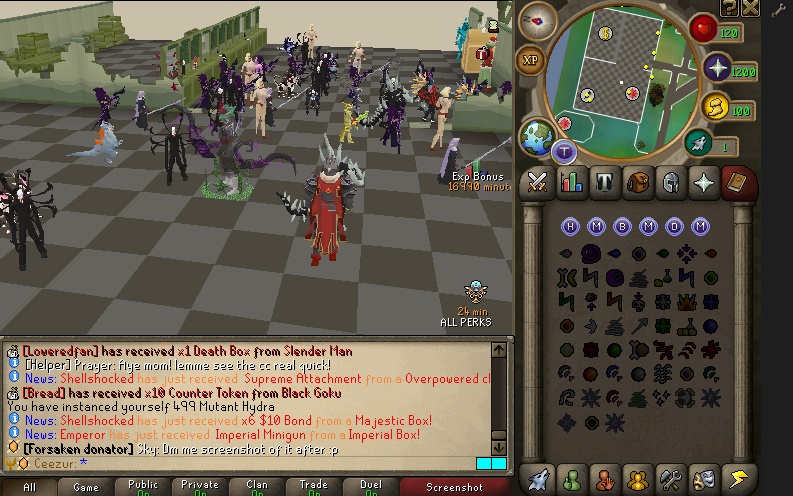 XP
120
1200
100
1
T
Exp Bonus
16990 minut
24 min
ALL PERKS
H M B M D M
[Loweredfan] has received x1 Death Box from Slender Man
[Helper] Prayer: Aye mom! lemme see the cc real quick!
News: Shellshocked has just received Supreme Attachment from a Overpowered cl
[Bread] has received x10 Counter Token from Black Goku
You have instanced yourself 499 Mutant Hydra
News: Shellshocked has just received x6 $10 Bond from a Majestic Box!
News: Emperor has just received Imperial Minigun from a Imperial Box!
[Forsaken donator] Sky: Dm me screenshot of it after :p
Ceezur: *
All Game Public Private Clan Trade Duel Screenshot
On On On On On